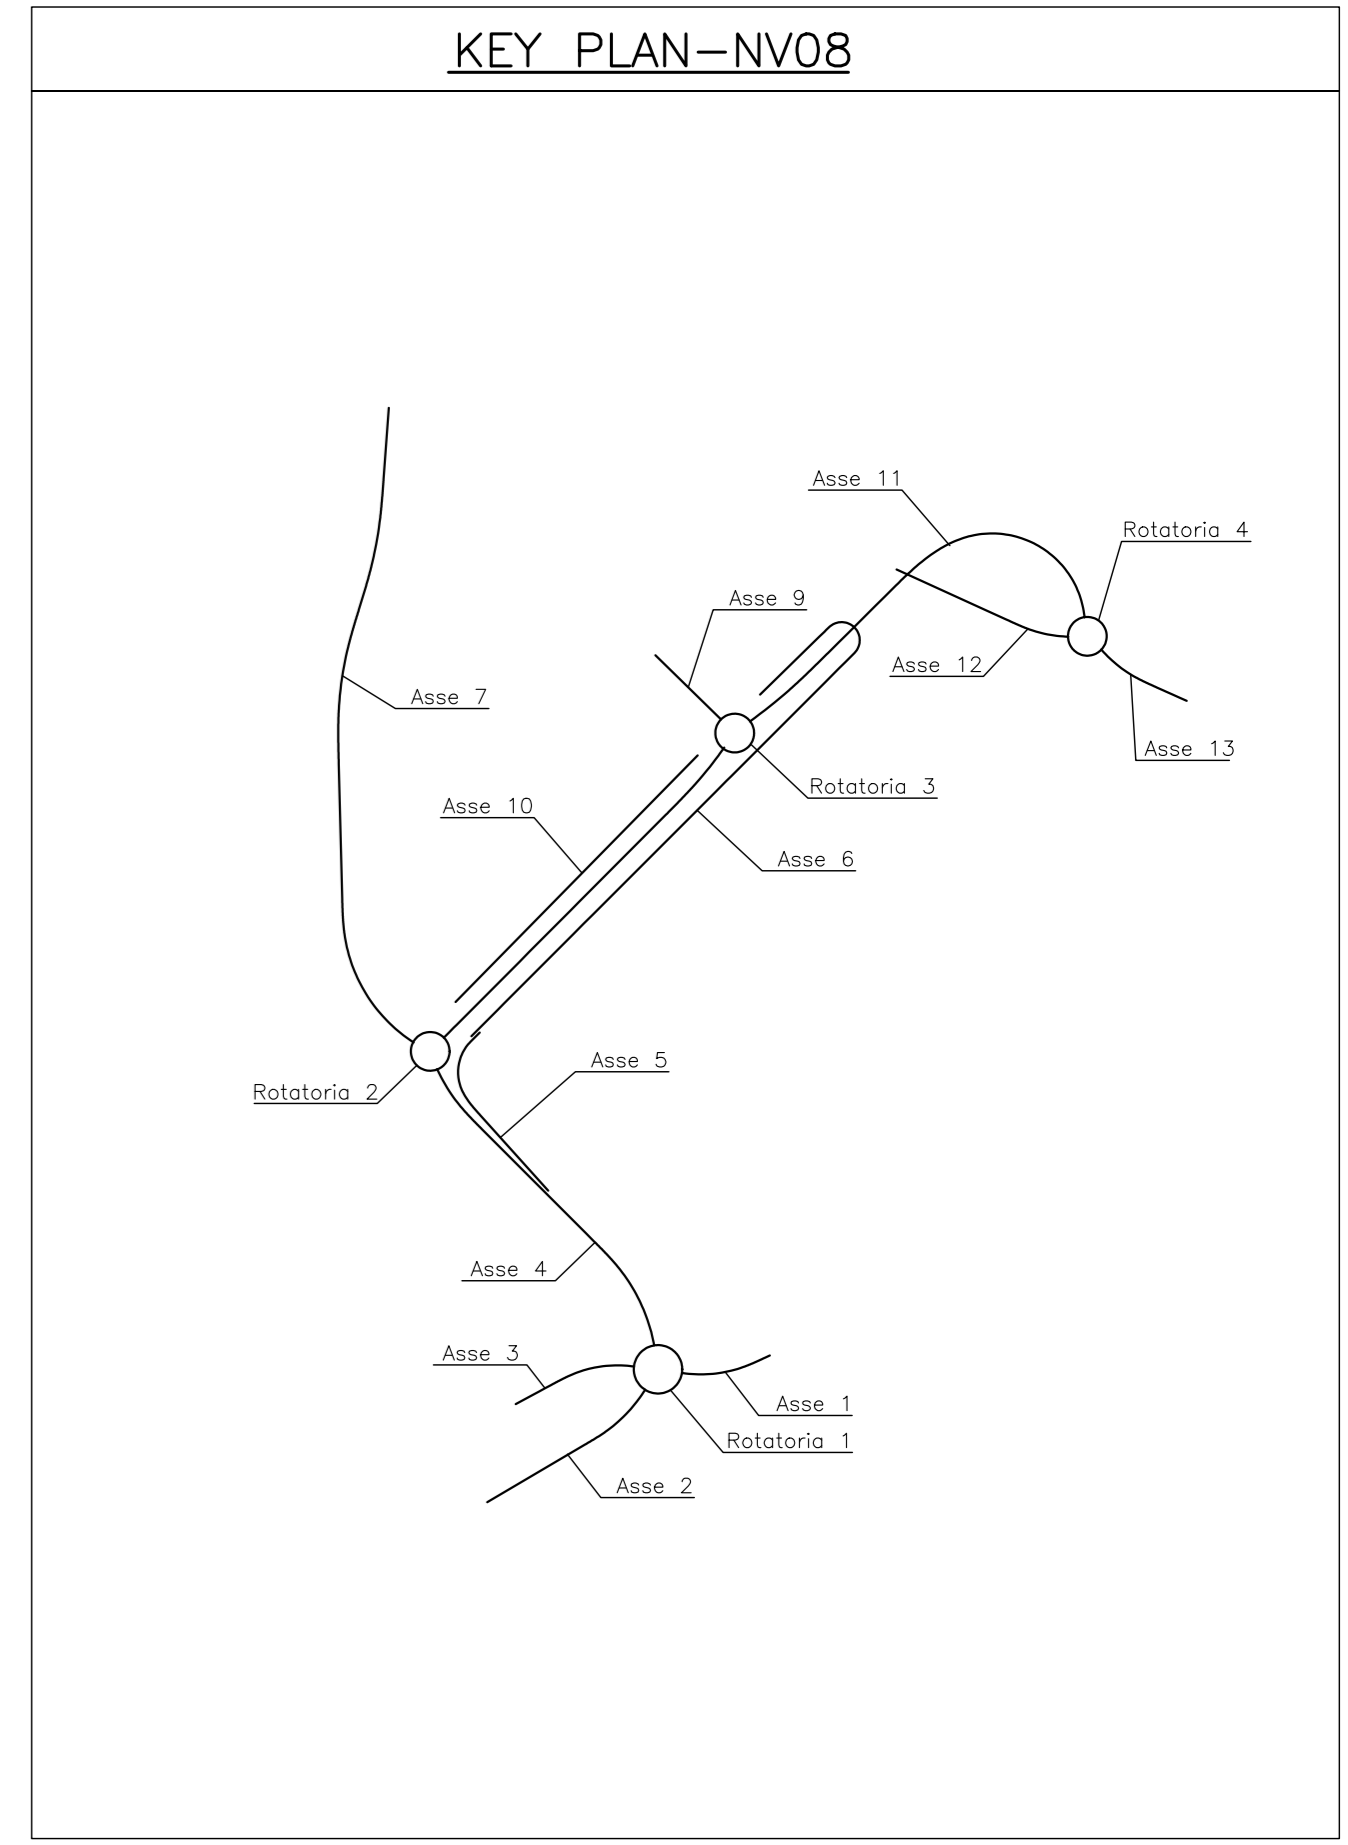 KEY PLAN-NV08
Asse 11
Rotatoria 4
Asse 9
Asse 12
Asse 7
Asse 13
Rotatoria 3
Asse 10
Asse 6
Asse 5
Rotatoria 2
Asse 4
Asse 3
Asse 1
Rotatoria 1
Asse 2